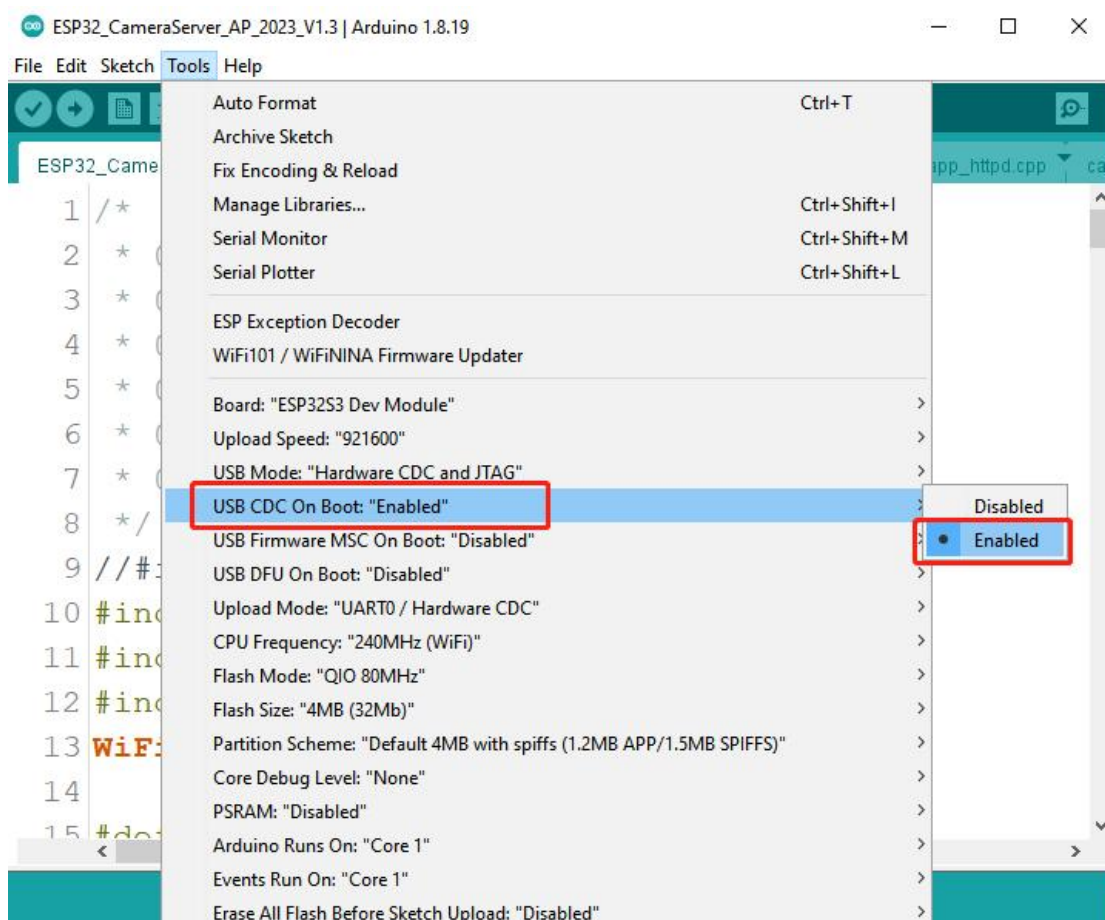 ESP32_CameraServer_AP_2023_V1.3 | Arduino 1.8.19
File Edit Sketch Tools Help
Auto Format Ctrl+T
Archive Sketch
ESP32_Came Fix Encoding & Reload app_httpd.cpp ca
1 /* Manage Libraries... Ctrl+Shift+I
2 * Serial Monitor Ctrl+Shift+M
3 * Serial Plotter Ctrl+Shift+L
4 * ESP Exception Decoder
WiFi101 / WiFiNINA Firmware Updater
5 * Board: "ESP32S3 Dev Module"
6 * Upload Speed: "921600"
7 * USB Mode: "Hardware CDC and JTAG"
8 */ USB CDC On Boot: "Enabled" Disabled
USB Firmware MSC On Boot: "Disabled" Enabled
9 //#i USB DFU On Boot: "Disabled"
10 #inc Upload Mode: "UART0 / Hardware CDC"
11 #inc CPU Frequency: "240MHz (WiFi)"
Flash Mode: "QIO 80MHz"
12 #inc Flash Size: "4MB (32Mb)"
13 WiFi Partition Scheme: "Default 4MB with spiffs (1.2MB APP/1.5MB SPIFFS)"
14 Core Debug Level: "None"
PSRAM: "Disabled"
15 #def Arduino Runs On: "Core 1"
Events Run On: "Core 1"
Erase All Flash Before Sketch Upload: "Disabled"